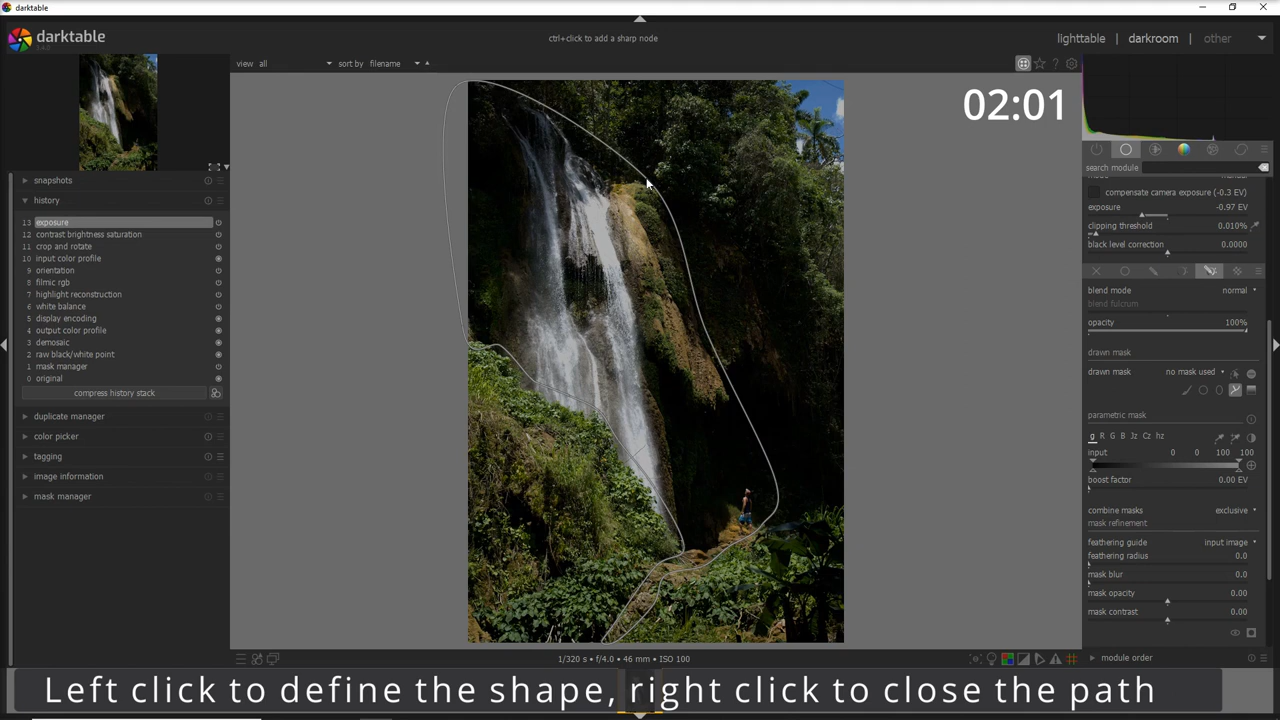 darktable
darktable
3.4.0
ctrl+click to add a sharp node
lighttable | darkroom | other
view all
sort by filename
02:01
snapshots
history
13 exposure
12 contrast brightness saturation
11 crop and rotate
10 input color profile
9 orientation
8 filmic rgb
7 highlight reconstruction
6 white balance
5 display encoding
4 output color profile
3 demosaic
2 raw black/white point
1 mask manager
0 original
compress history stack
duplicate manager
color picker
tagging
image information
mask manager
search module
compensate camera exposure (-0.3 EV)
exposure -0.97 EV
clipping threshold 0.010%
black level correction 0.0000
blend mode normal
blend fulcrum
opacity 100%
drawn mask
drawn mask no mask used
parametric mask
g R G B Jz Cz hz
input 0 0 100 100
boost factor 0.00 EV
combine masks exclusive
mask refinement
feathering guide input image
feathering radius 0.0
mask blur 0.0
mask opacity 0.00
mask contrast 0.00
module order
1/320 s • f/4.0 • 46 mm • ISO 100
Left click to define the shape, right click to close the path